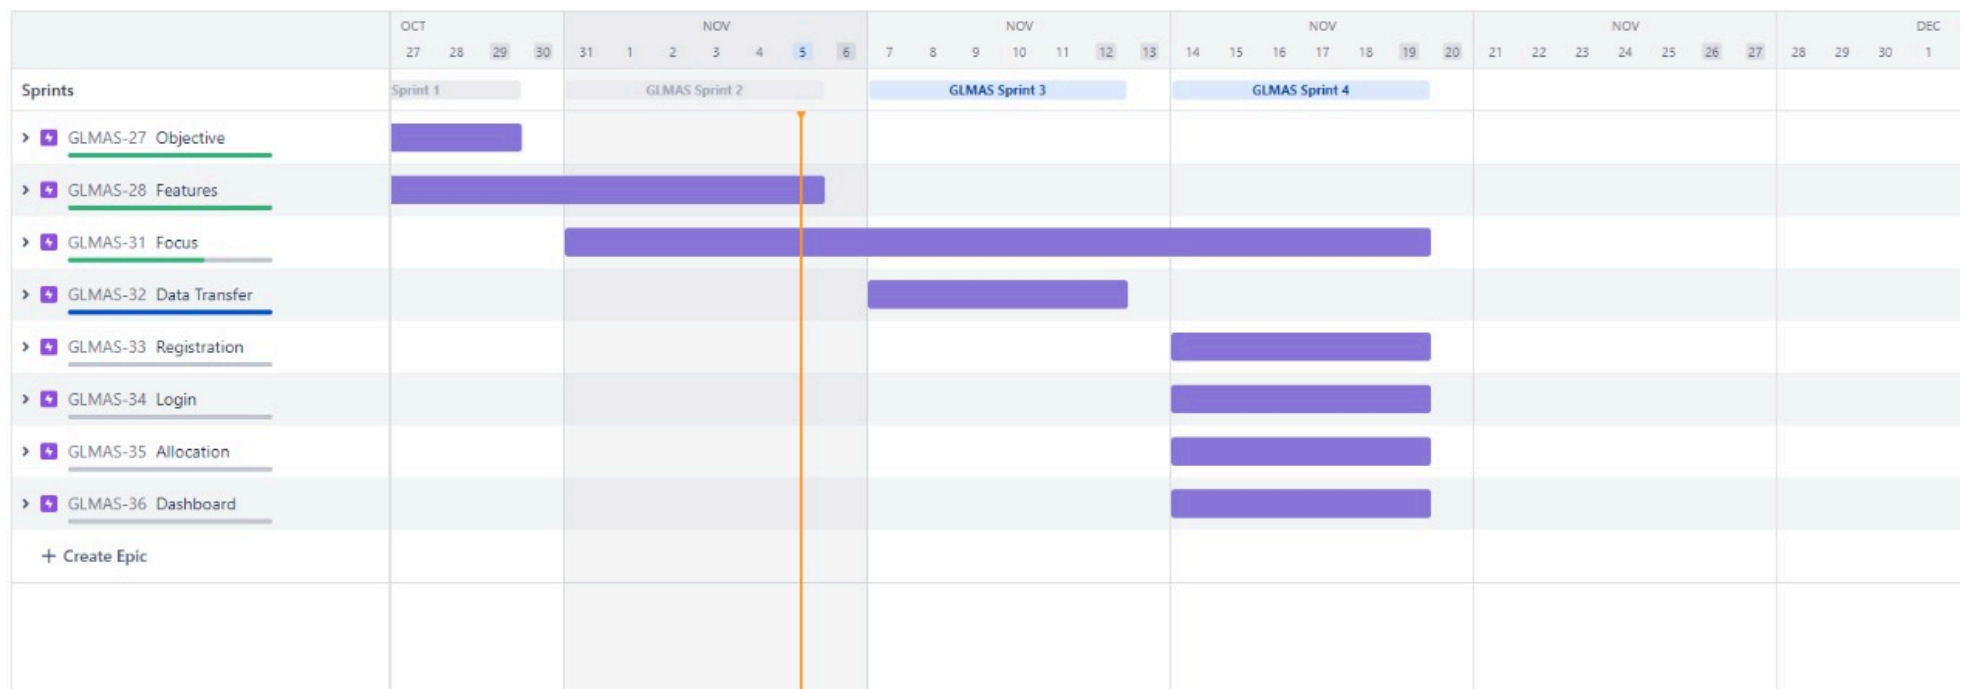 OCT NOV NOV NOV NOV DEC
27 28 29 30 31 1 2 3 4 5 6 7 8 9 10 11 12 13 14 15 16 17 18 19 20 21 22 23 24 25 26 27 28 29 30 1
Sprints Sprint 1 GLMAS Sprint 2 GLMAS Sprint 3 GLMAS Sprint 4
GLMAS-27 Objective
GLMAS-28 Features
GLMAS-31 Focus
GLMAS-32 Data Transfer
GLMAS-33 Registration
GLMAS-34 Login
GLMAS-35 Allocation
GLMAS-36 Dashboard
+ Create Epic